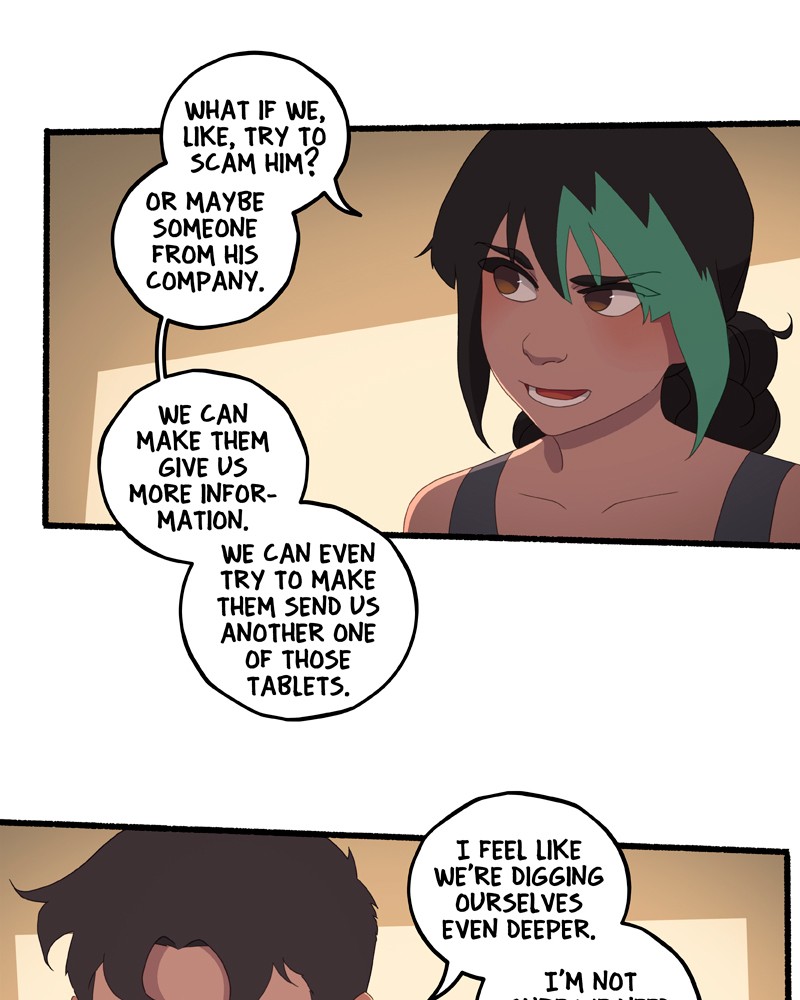 WHAT IF WE,
LIKE, TRY TO
SCAM HIM?
OR MAYBE
SOMEONE
FROM HIS
COMPANY.
WE CAN
MAKE THEM
GIVE US
MORE INFOR-
MATION.
WE CAN EVEN
TRY TO MAKE
THEM SEND US
ANOTHER ONE
OF THOSE
TABLETS.
I FEEL LIKE
WE'RE DIGGING
OURSELVES
EVEN DEEPER.
I'M NOT